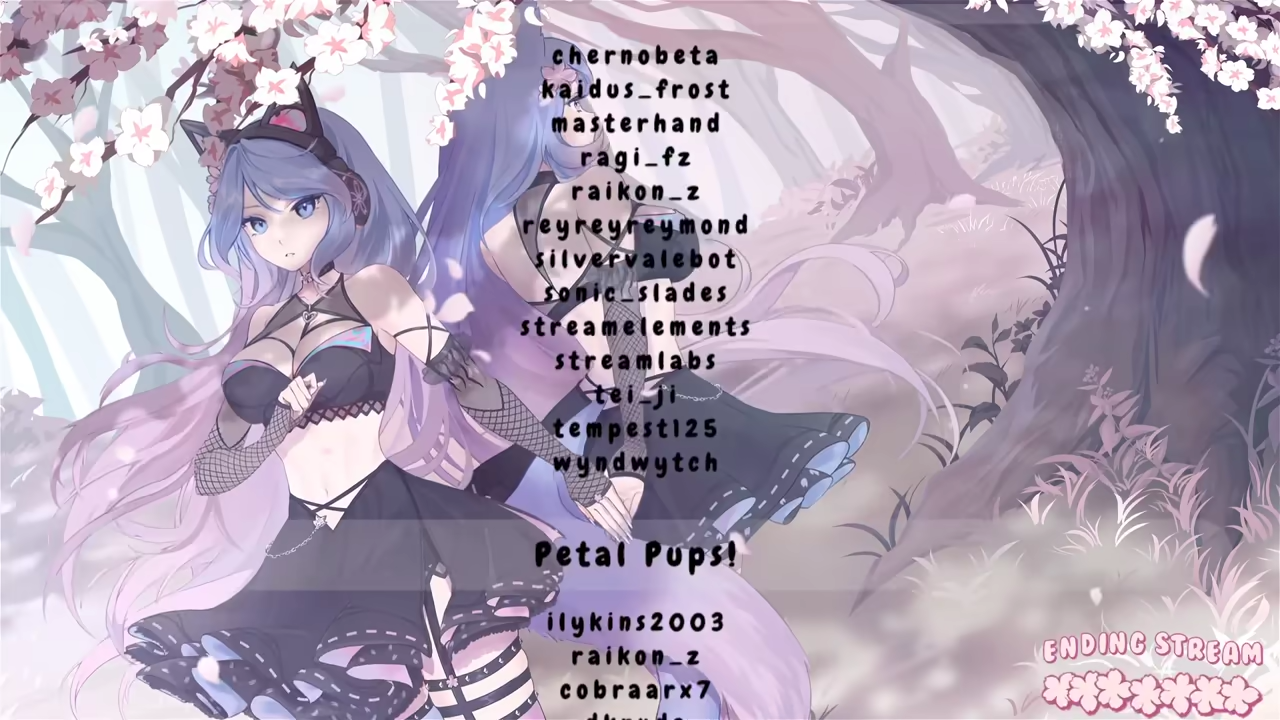 chernobeta
kaidus_frost
masterhand
ragi_fz
raikon_z
reyreyreymond
silvervalebot
sonic_slades
streamelements
streamlabs
tei_ji
tempest125
wyndwytch
Petal Pups!
ilykins2003
raikon_z
cobraarx7
ENDING STREAM